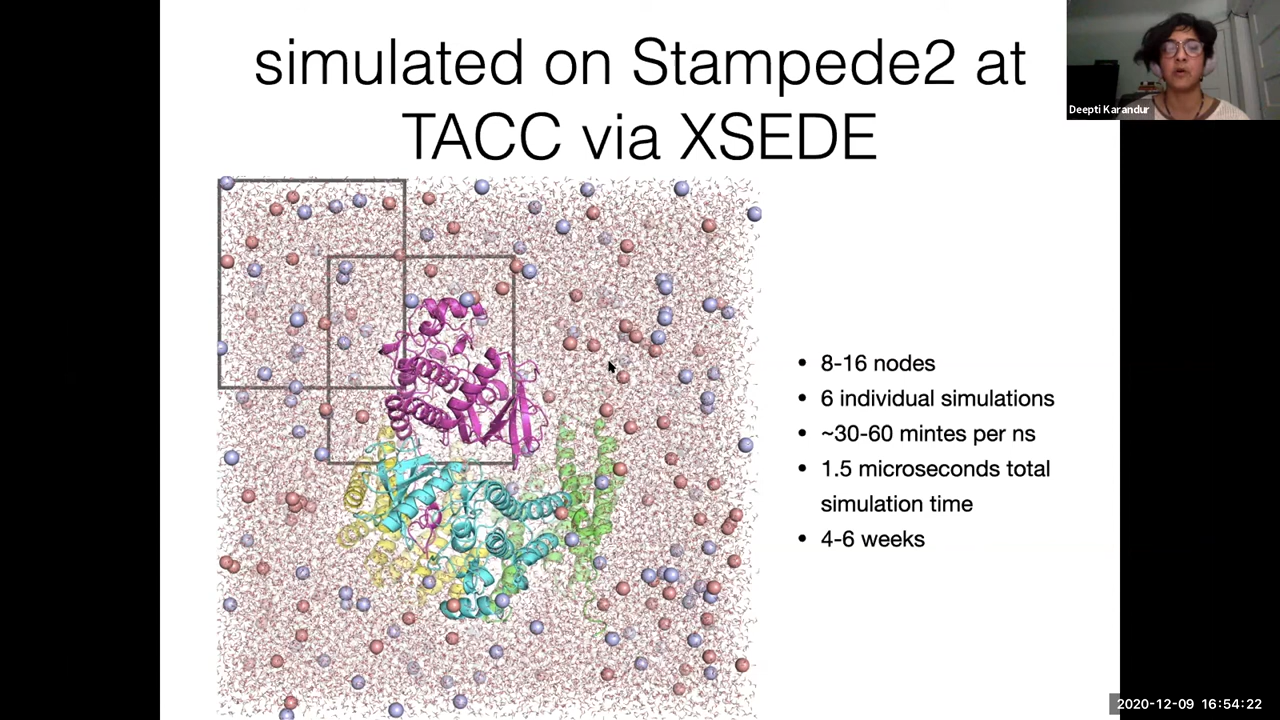 simulated on Stampede2 at
TACC via XSEDE
Deepti Karandur
• 8-16 nodes
• 6 individual simulations
• ~30-60 mintes per ns
• 1.5 microseconds total
simulation time
• 4-6 weeks
2020-12-09 16:54:22